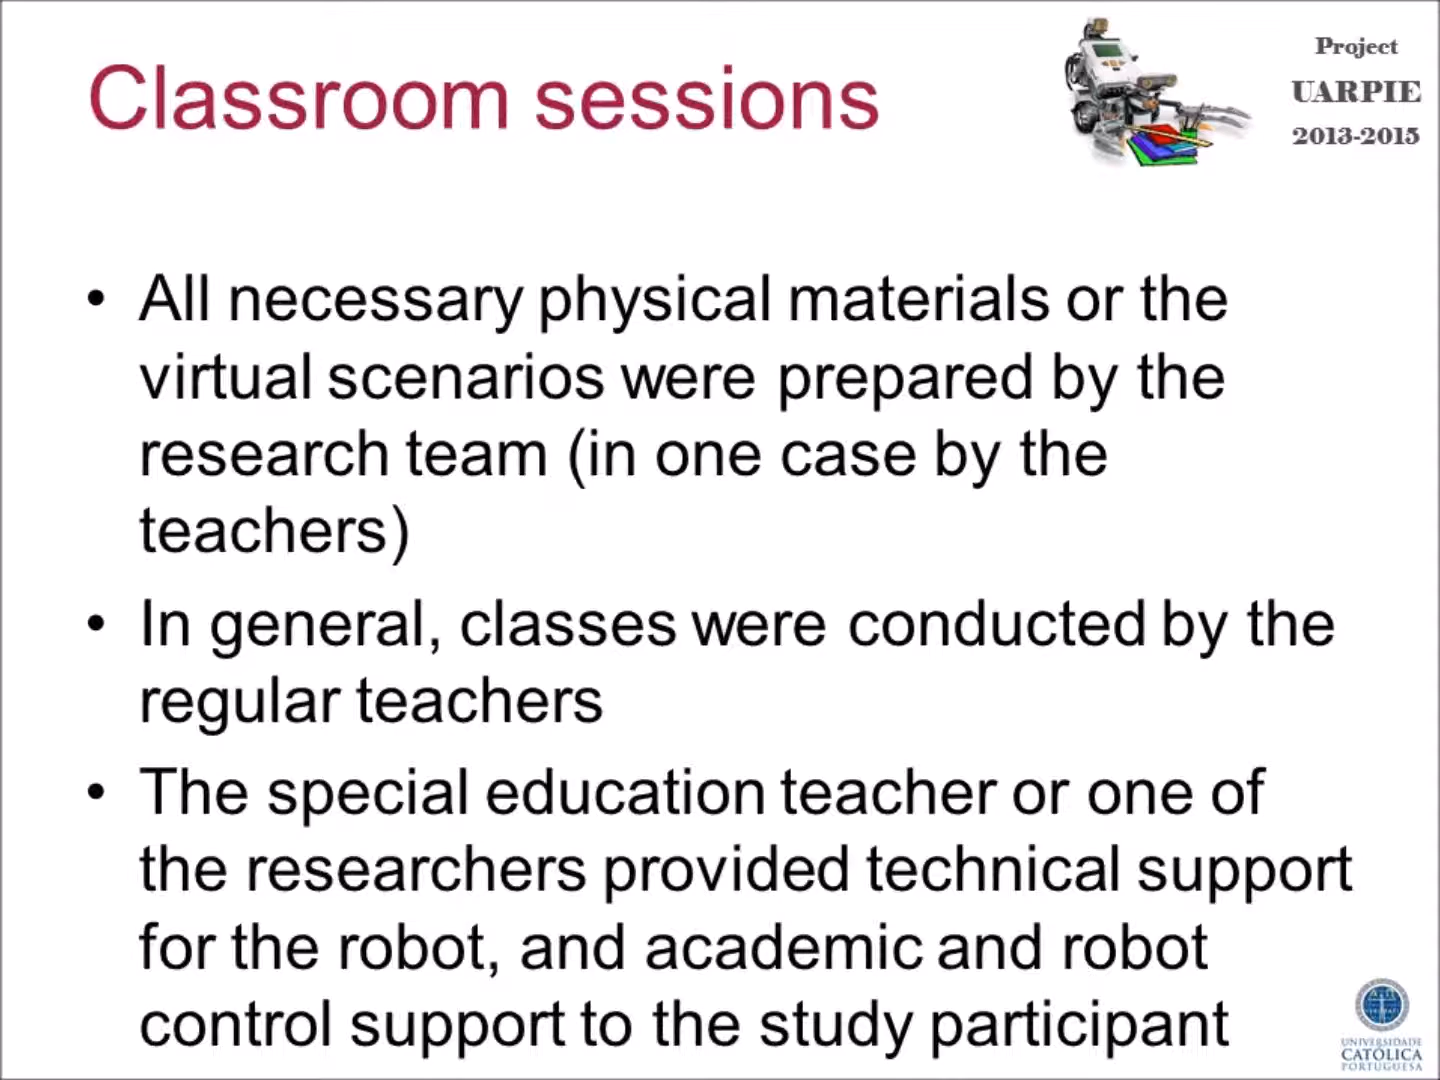 Classroom sessions
Project
UARPIE
2013-2015
• All necessary physical materials or the
virtual scenarios were prepared by the
research team (in one case by the
teachers)
• In general, classes were conducted by the
regular teachers
• The special education teacher or one of
the researchers provided technical support
for the robot, and academic and robot
control support to the study participant
UNIVERSIDADE
CATÓLICA
PORTUGUESA